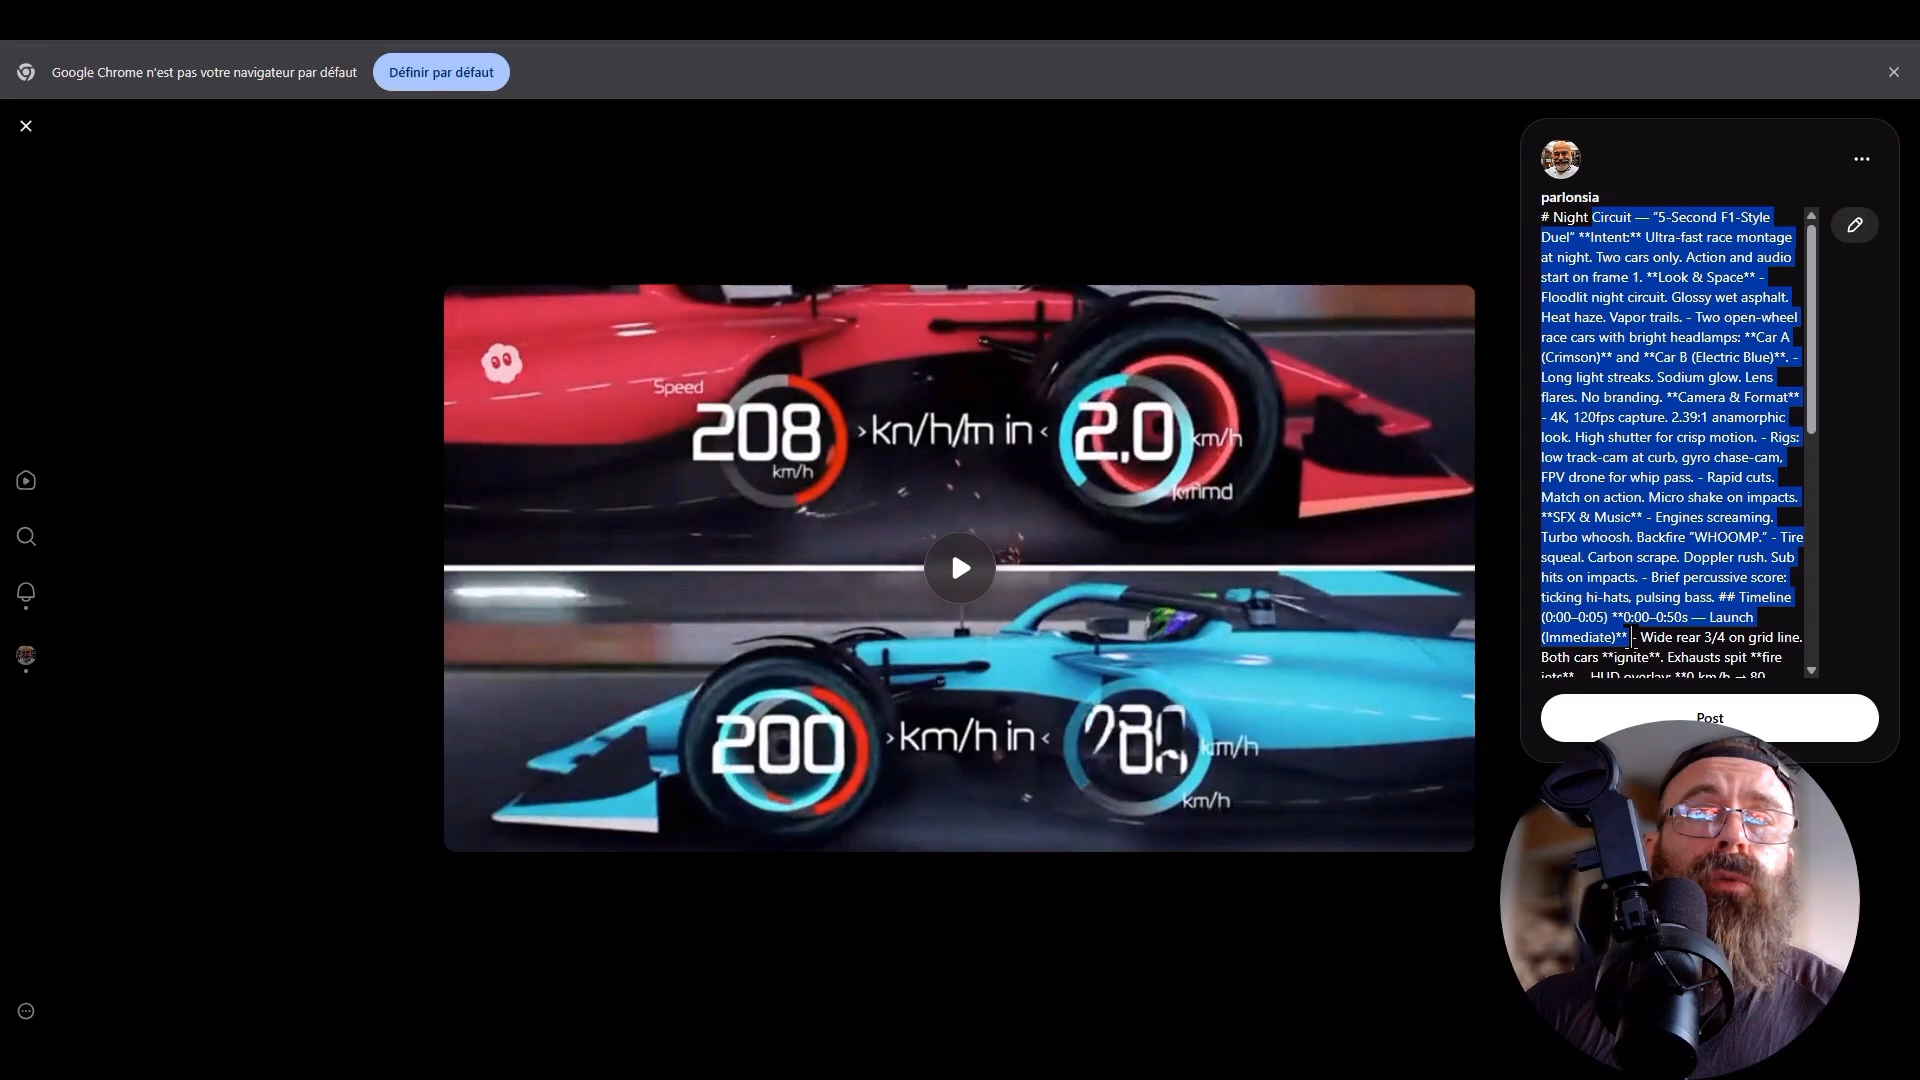 Google Chrome n'est pas votre navigateur par défaut
Définir par défaut
parlonsia
# Night Circuit — "5-Second F1-Style
Duel" **Intent:** Ultra-fast race montage
at night. Two cars only. Action and audio
start on frame 1. **Look & Space** -
Floodlit night circuit. Glossy wet asphalt.
Heat haze. Vapor trails. - Two open-wheel
race cars with bright headlamps: **Car A
(Crimson)** and **Car B (Electric Blue)**. -
Long light streaks. Sodium glow. Lens
flares. No branding. **Camera & Format**
- 4K, 120fps capture. 2.39:1 anamorphic
look. High shutter for crisp motion. - Rigs:
low track-cam at curb, gyro chase-cam,
FPV drone for whip pass. - Rapid cuts.
Match on action. Micro shake on impacts.
**SFX & Music** - Engines screaming.
Turbo whoosh. Backfire "WHOOMP." - Tire
squeal. Carbon scrape. Doppler rush. Sub
hits on impacts. - Brief percussive score:
ticking hi-hats, pulsing bass. ## Timeline
(0:00–0:05) **0:00–0:50s — Launch
(Immediate)** - Wide rear 3/4 on grid line.
Both cars **ignite**. Exhausts spit **fire
jets**. - HUD overlay: **0 km/h → 80
Post
Speed
208
km/h
›kn/h/m in‹
2,0
km/h
200
›km/h in‹
km/h
km/h